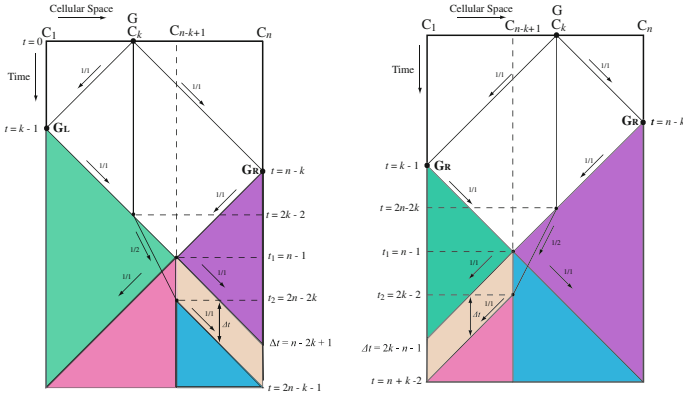 Cellular Space
G
C1 Ck Cn-k+1 Cn
t = 0
Time
1/1
1/1
t = k - 1 GL
GR t = n - k
1/1
1/1
t = 2k - 2
1/2
t1 = n - 1
1/1
1/1
t2 = 2n - 2k
1/1
Δt
Δt = n - 2k + 1
t = 2n - k - 1
Cellular Space
G
C1 Cn-k+1 Ck Cn
Time
1/1
1/1
GR t = n - k
t = k - 1 GR
1/1
1/1
t = 2n-2k
1/2
t1 = n - 1
1/1
1/1
t2 = 2k - 2
1/1
Δt
Δt = 2k - n - 1
t = n + k -2